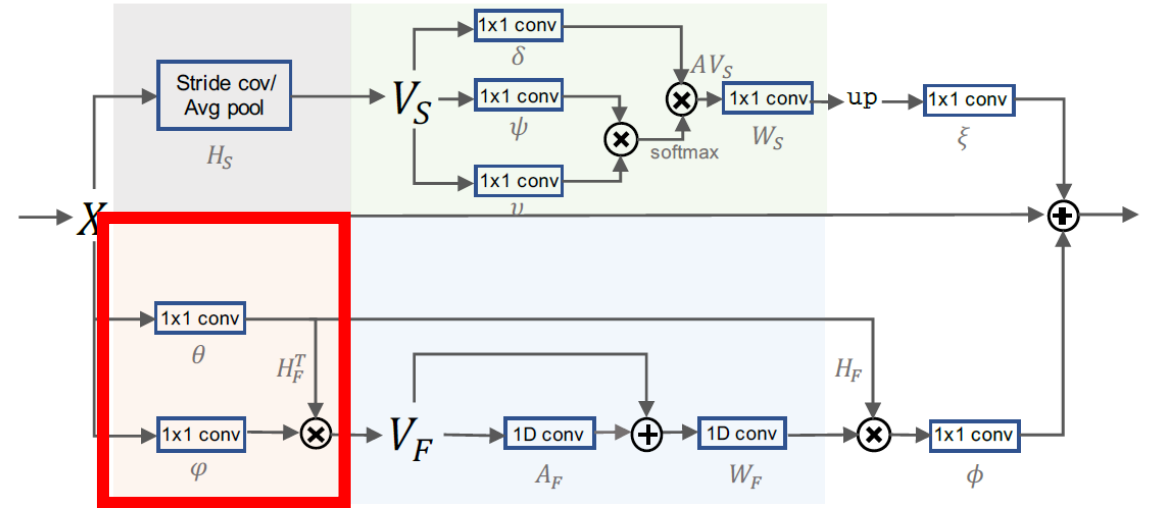 1x1 conv
δ
Stride cov/
Avg pool
H_S
V_S
1x1 conv
ψ
AV_S
1x1 conv
W_S
up
1x1 conv
ξ
softmax
1x1 conv
υ
X
1x1 conv
θ
H_F^T
H_F
1x1 conv
φ
V_F
1D conv
A_F
1D conv
W_F
1x1 conv
ϕ